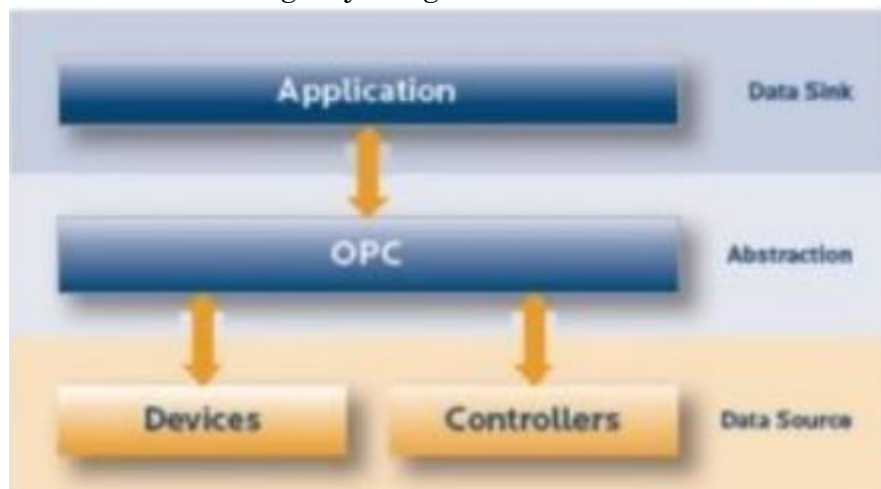 Application
Data Sink
OPC
Abstraction
Devices
Controllers
Data Source